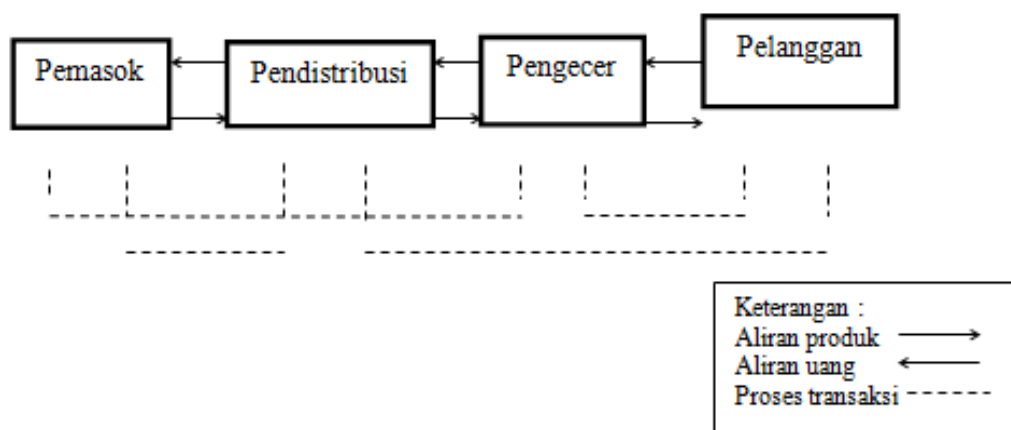 Pemasok
Pendistribusi
Pengecer
Pelanggan
Keterangan :
Aliran produk
Aliran uang
Proses transaksi